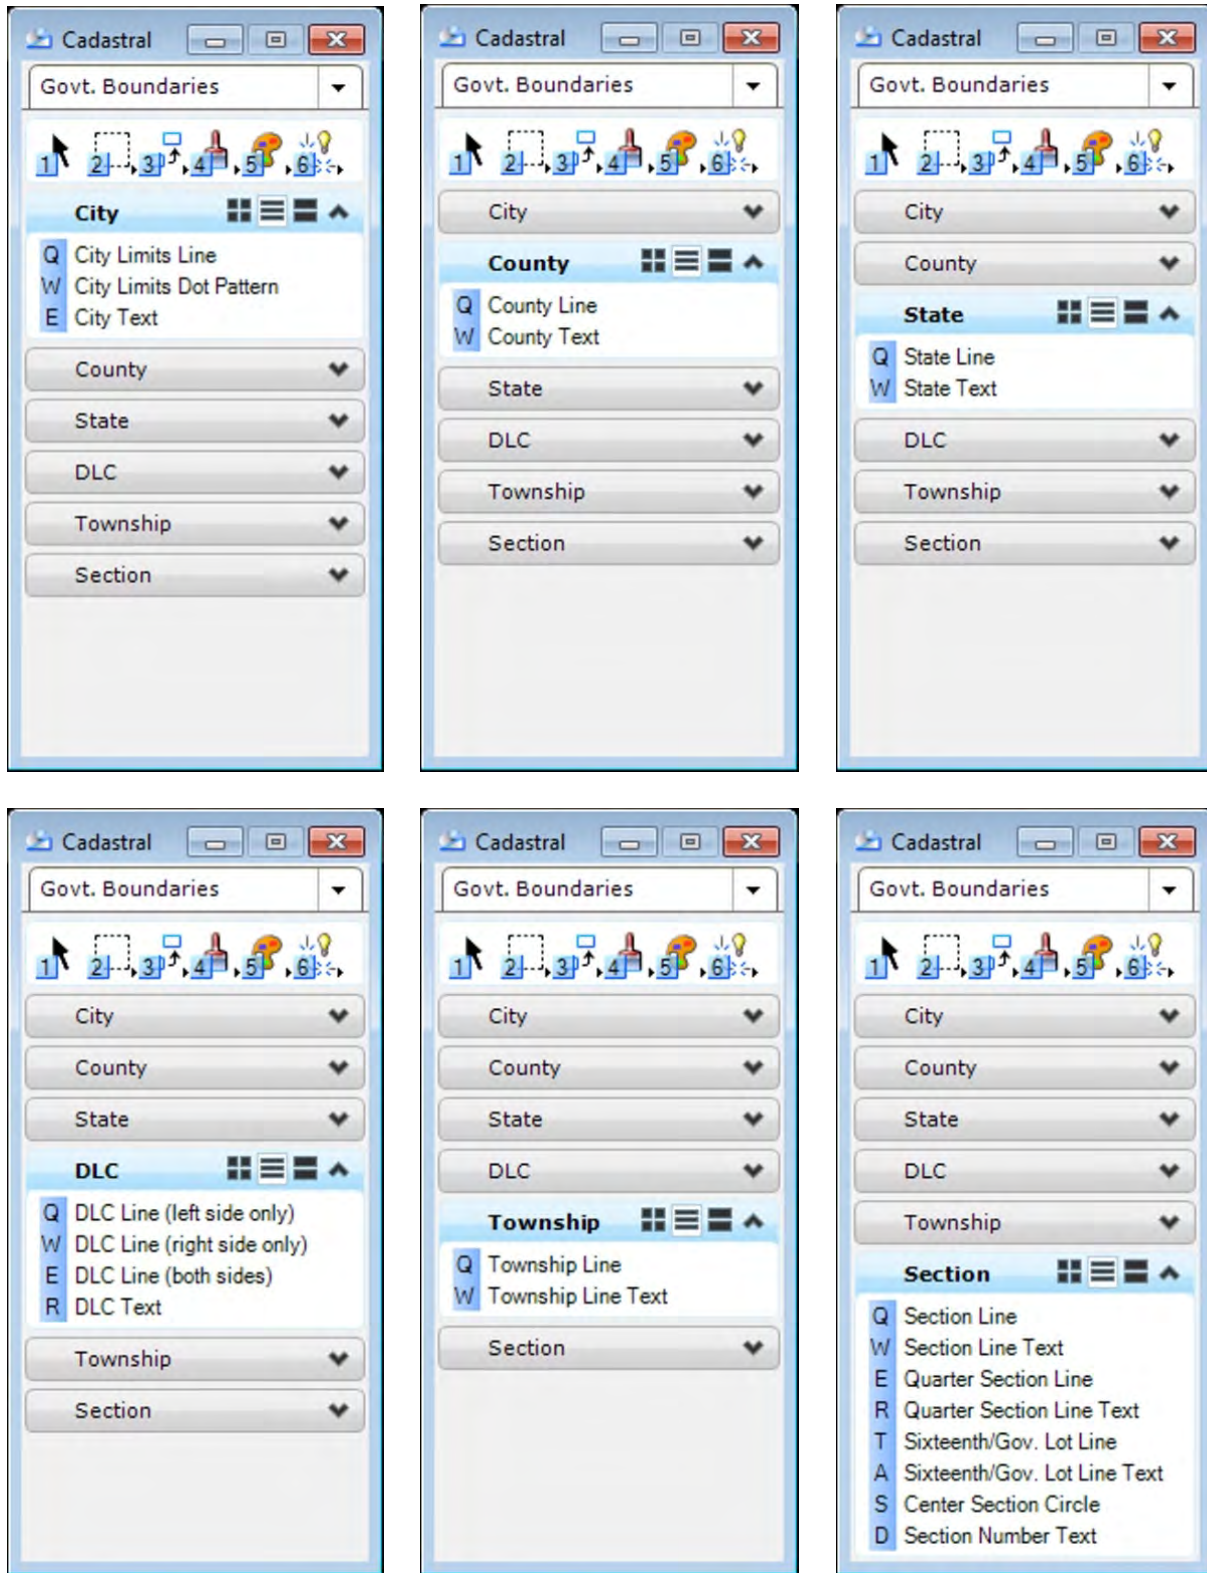 Cadastral
Govt. Boundaries
1 2 3 4 5 6
City
Q City Limits Line
W City Limits Dot Pattern
E City Text
County
State
DLC
Township
Section
Cadastral
Govt. Boundaries
1 2 3 4 5 6
City
County
Q County Line
W County Text
State
DLC
Township
Section
Cadastral
Govt. Boundaries
1 2 3 4 5 6
City
County
State
Q State Line
W State Text
DLC
Township
Section
Cadastral
Govt. Boundaries
1 2 3 4 5 6
City
County
State
DLC
Q DLC Line (left side only)
W DLC Line (right side only)
E DLC Line (both sides)
R DLC Text
Township
Section
Cadastral
Govt. Boundaries
1 2 3 4 5 6
City
County
State
DLC
Township
Q Township Line
W Township Line Text
Section
Cadastral
Govt. Boundaries
1 2 3 4 5 6
City
County
State
DLC
Township
Section
Q Section Line
W Section Line Text
E Quarter Section Line
R Quarter Section Line Text
T Sixteenth/Gov. Lot Line
A Sixteenth/Gov. Lot Line Text
S Center Section Circle
D Section Number Text